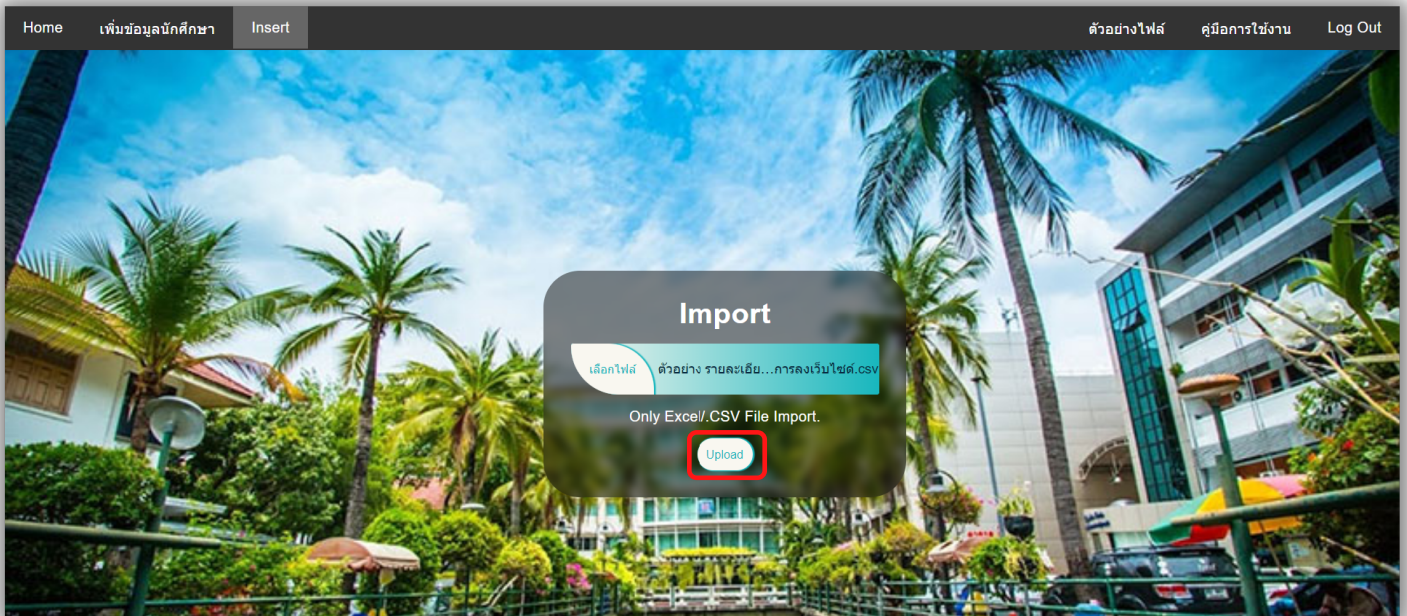 Home เพิ่มข้อมูลนักศึกษา Insert ตัวอย่างไฟล์ คู่มือการใช้งาน Log Out
Import
เลือกไฟล์ ตัวอย่าง รายละเอีย…การลงเว็บไซต์.csv
Only Excel/.CSV File Import.
Upload